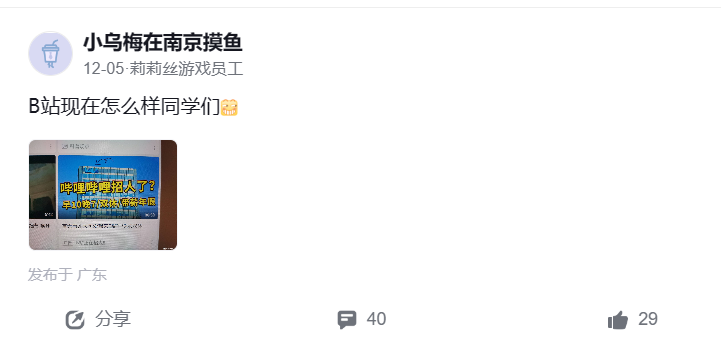 小乌梅在南京摸鱼
12-05·莉莉丝游戏员工
B站现在怎么样同学们
哔哩哔哩招人了?
发布于 广东
分享
40
29